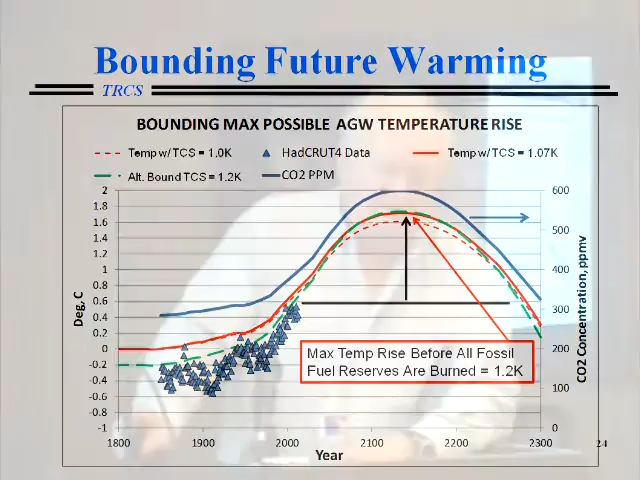 Bounding Future Warming
TRCS
BOUNDING MAX POSSIBLE AGW TEMPERATURE RISE
Temp w/ TCS = 1.0K
HadCRUT4 Data
Temp w/ TCS = 1.07K
Alt. Bound TCS = 1.2K
CO2 PPM
2
1.8
1.6
1.4
1.2
1
0.8
0.6
0.4
0.2
0
-0.2
-0.4
-0.6
-0.8
-1
Deg, C
600
500
400
300
200
100
0
CO2 Concentration, ppmv
Max Temp Rise Before All Fossil
Fuel Reserves Are Burned = 1.2K
1800 1900 2000 2100 2200 2300
Year
24